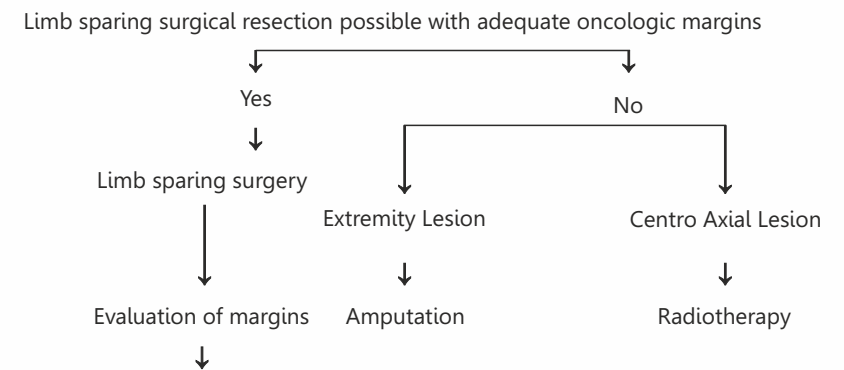 Limb sparing surgical resection possible with adequate oncologic margins
Yes
No
Limb sparing surgery
Extremity Lesion
Centro Axial Lesion
Evaluation of margins
Amputation
Radiotherapy